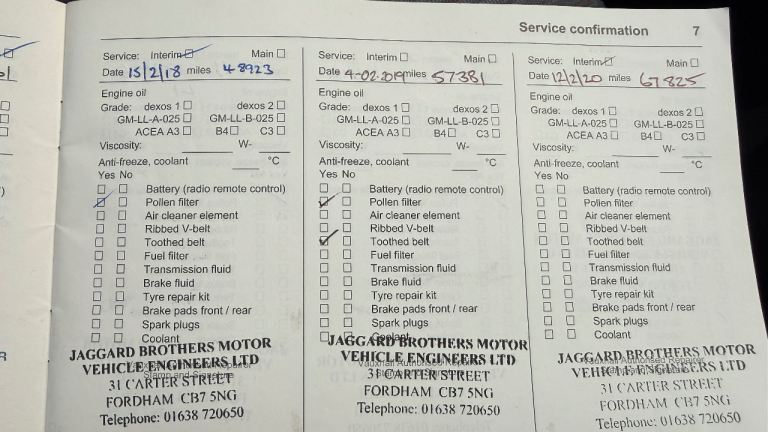 Service confirmation 7
Service: Interim Main
Date 15/2/18 miles 48923
Engine oil
Grade: dexos 1 dexos 2
GM-LL-A-025 GM-LL-B-025
ACEA A3 B4 C3
Viscosity: W-
Anti-freeze, coolant °C
Yes No
Battery (radio remote control)
Pollen filter
Air cleaner element
Ribbed V-belt
Toothed belt
Fuel filter
Transmission fluid
Brake fluid
Tyre repair kit
Brake pads front / rear
Spark plugs
Coolant
JAGGARD BROTHERS MOTOR
VEHICLE ENGINEERS LTD
31 CARTER STREET
FORDHAM CB7 5NG
Telephone: 01638 720650
Service: Interim Main
Date 4-02-2019 miles 57381
Engine oil
Grade: dexos 1 dexos 2
GM-LL-A-025 GM-LL-B-025
ACEA A3 B4 C3
Viscosity: W-
Anti-freeze, coolant °C
Yes No
Battery (radio remote control)
Pollen filter
Air cleaner element
Ribbed V-belt
Toothed belt
Fuel filter
Transmission fluid
Brake fluid
Tyre repair kit
Brake pads front / rear
Spark plugs
Coolant
JAGGARD BROTHERS MOTOR
VEHICLE ENGINEERS LTD
Vauxhall Authorised Repairer
31 CARTER STREET
FORDHAM CB7 5NG
Telephone: 01638 720650
Service: Interim Main
Date 12/2/20 miles 67825
Engine oil
Grade: dexos 1 dexos 2
GM-LL-A-025 GM-LL-B-025
ACEA A3 B4 C3
Viscosity: W-
Anti-freeze, coolant °C
Yes No
Battery (radio remote control)
Pollen filter
Air cleaner element
Ribbed V-belt
Toothed belt
Fuel filter
Transmission fluid
Brake fluid
Tyre repair kit
Brake pads front / rear
Spark plugs
Coolant
JAGGARD BROTHERS MOTOR
VEHICLE ENGINEERS LTD
31 CARTER STREET
FORDHAM CB7 5NG
Telephone: 01638 720650